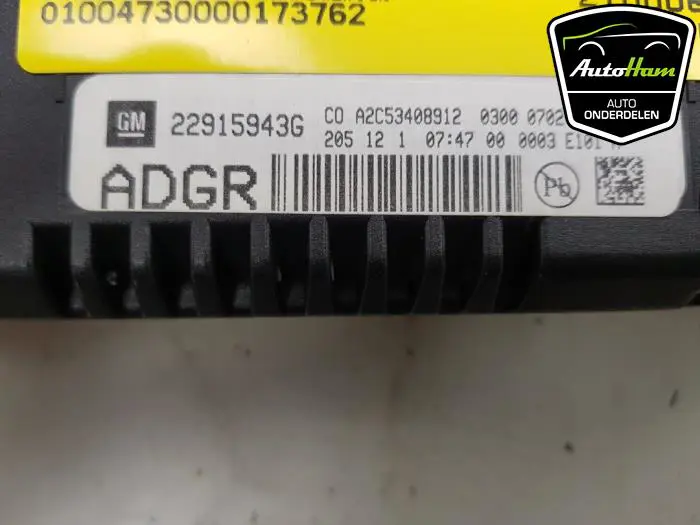 01004730000173762
AutoHam
AUTO
ONDERDELEN
GM 22915943G CO A2C53408912 0300 0702
205 12 1 07:47 00 0003 E101
ADGR Pb